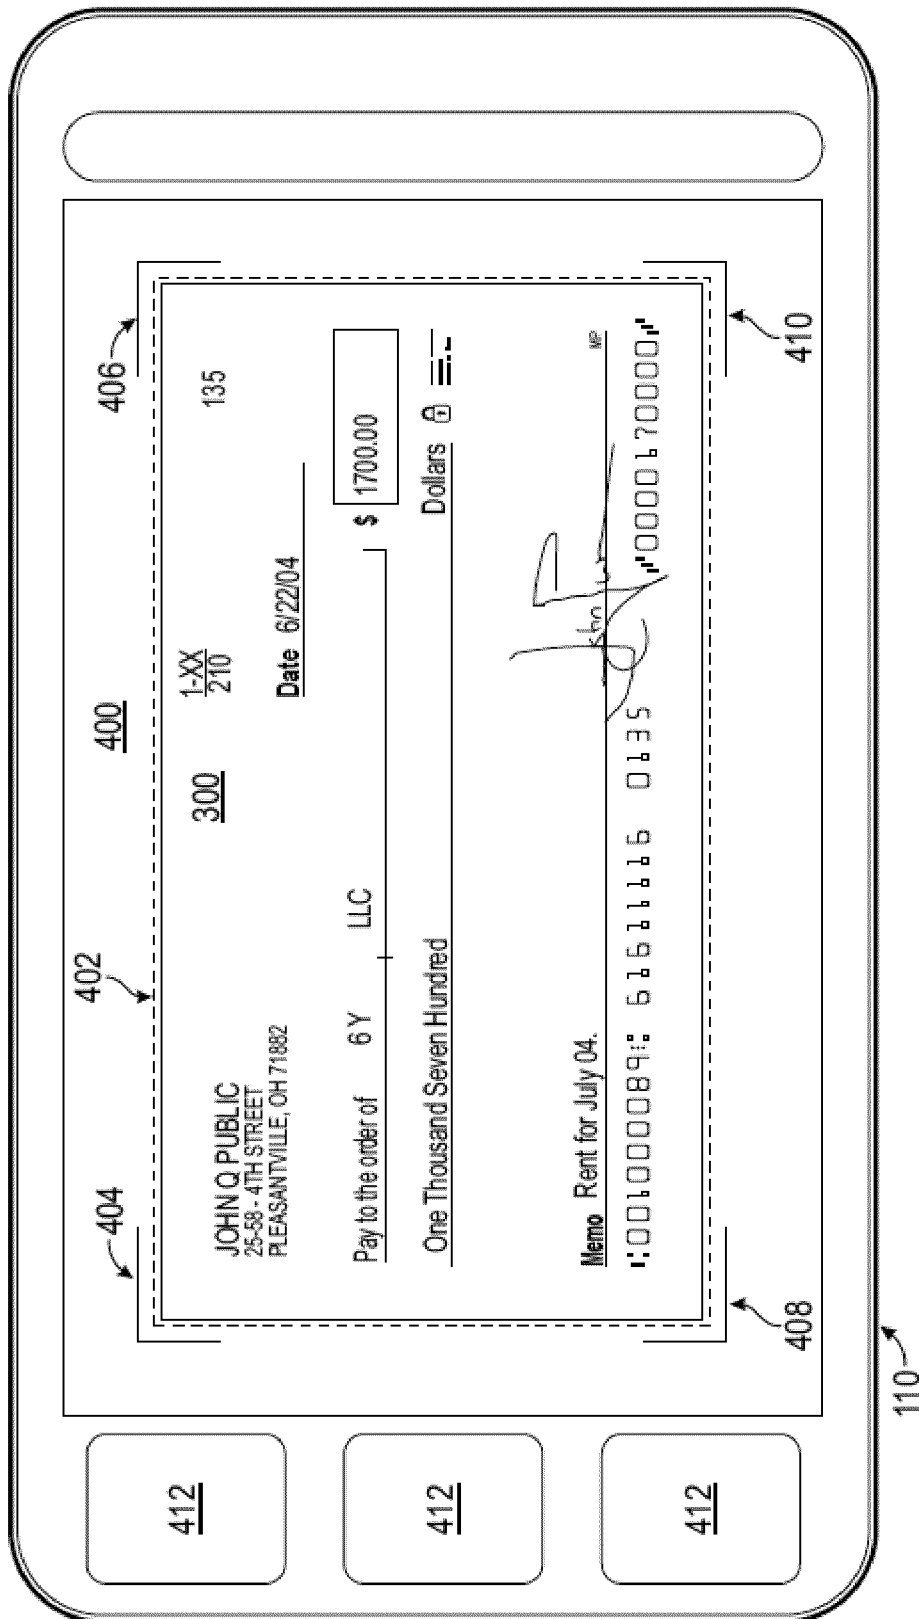 400
402
404
406
300
135
1-XX
210
JOHN Q PUBLIC
25-58 - 4TH STREET
PLEASANTVILLE, OH 71882
Date 6/22/04
Pay to the order of 6 Y LLC
$ 1700.00
One Thousand Seven Hundred Dollars
Memo Rent for July 04.
MP
⑆001000089⑆ 616111116 0135 ⑈0000170000⑈
408
410
110
412
412
412